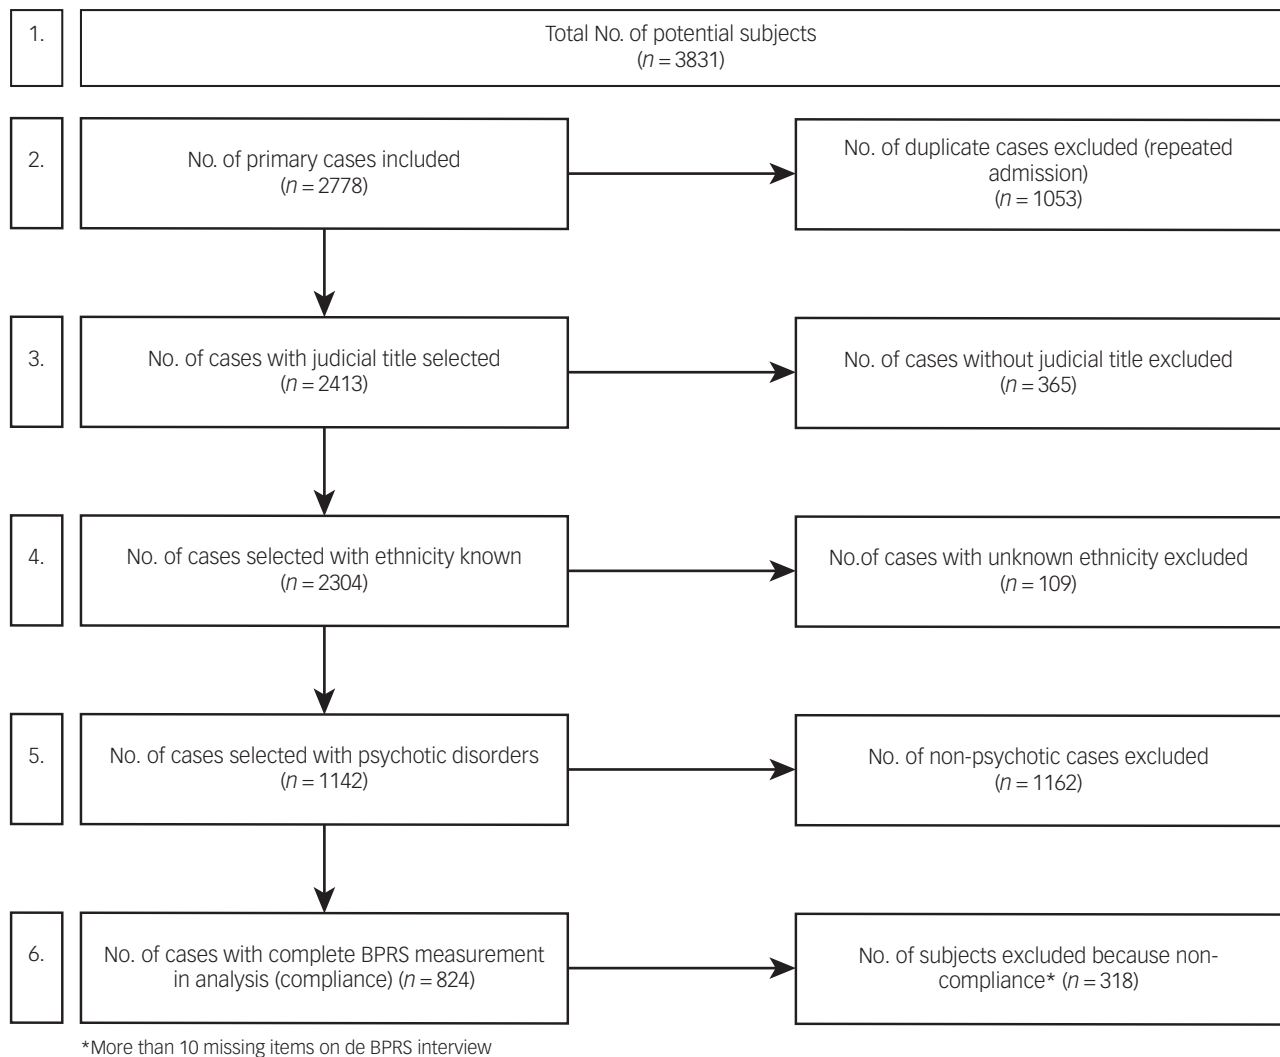 1.
Total No. of potential subjects
(n = 3831)
2.
No. of primary cases included
(n = 2778)
No. of duplicate cases excluded (repeated
admission)
(n = 1053)
3.
No. of cases with judicial title selected
(n = 2413)
No. of cases without judicial title excluded
(n = 365)
4.
No. of cases selected with ethnicity known
(n = 2304)
No.of cases with unknown ethnicity excluded
(n = 109)
5.
No. of cases selected with psychotic disorders
(n = 1142)
No. of non-psychotic cases excluded
(n = 1162)
6.
No. of cases with complete BPRS measurement
in analysis (compliance) (n = 824)
No. of subjects excluded because non-
compliance* (n = 318)
*More than 10 missing items on de BPRS interview